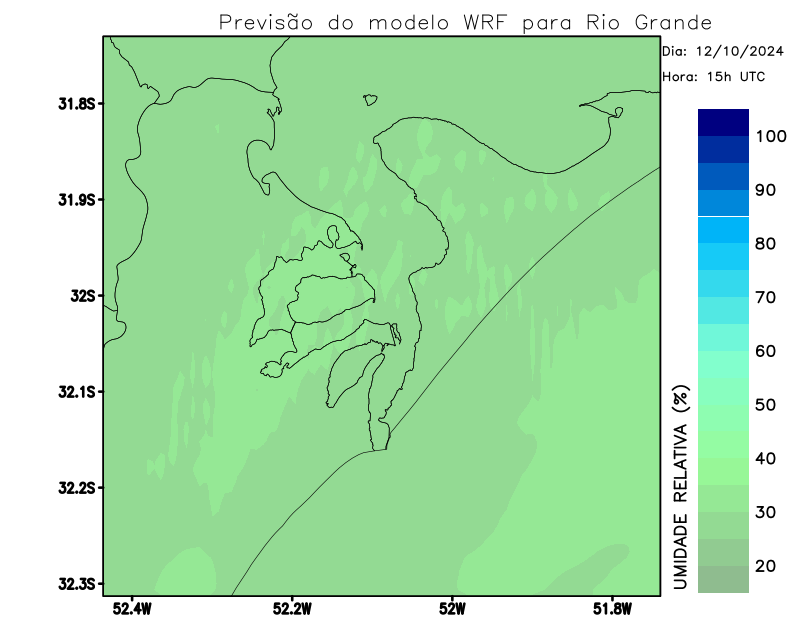 Previsão do modelo WRF para Rio Grande
Dia: 12/10/2024
Hora: 15h UTC
31.8S
31.9S
32S
32.1S
32.2S
32.3S
52.4W
52.2W
52W
51.8W
UMIDADE RELATIVA (%)
100
90
80
70
60
50
40
30
20